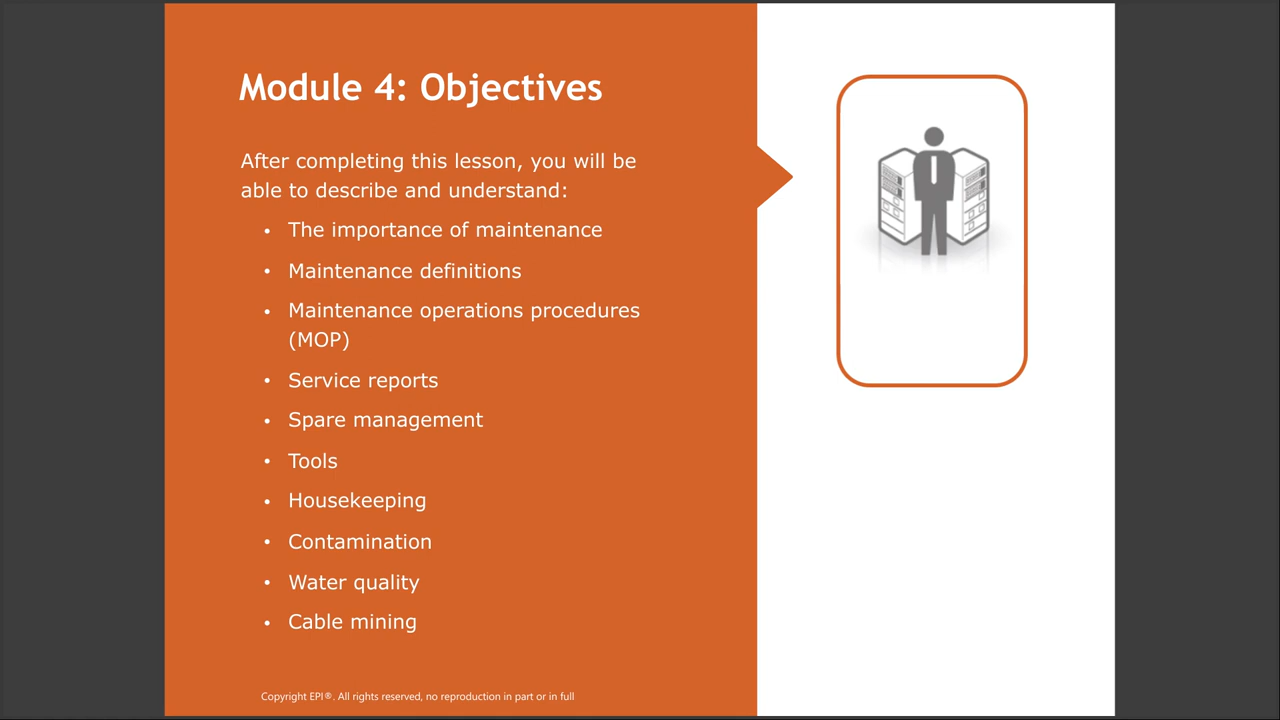 Module 4: Objectives
After completing this lesson, you will be
able to describe and understand:
• The importance of maintenance
• Maintenance definitions
• Maintenance operations procedures
(MOP)
• Service reports
• Spare management
• Tools
• Housekeeping
• Contamination
• Water quality
• Cable mining
Copyright EPI®. All rights reserved, no reproduction in part or in full